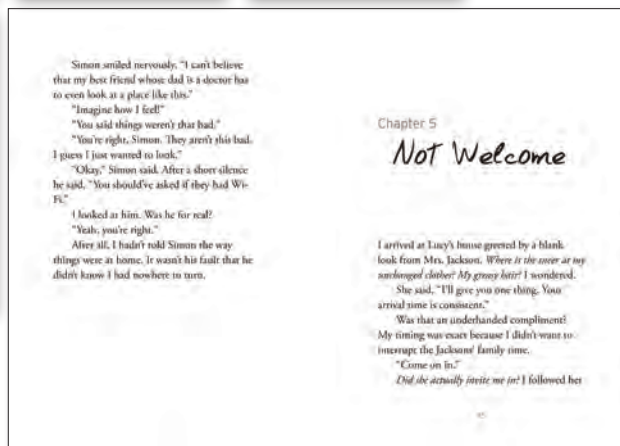 Simon smiled nervously. "I can't believe
that my best friend whose dad is a doctor has
to even look at a place like this."
"Imagine how I feel!"
"You said things weren't that bad."
"You're right, Simon. They aren't this bad.
I guess I just wanted to look."
"Okay," Simon said. After a short silence
he said, "You should've asked if they had Wi-
Fi."
I looked at him. Was he for real?
"Yeah, you're right."
After all, I hadn't told Simon the way
things were at home. It wasn't his fault that he
didn't know I had nowhere to turn.
Chapter 5
Not Welcome
I arrived at Lucy's house greeted by a blank
look from Mrs. Jackson. Where is the sneer at my
unchanged clothes? My greasy hair? I wondered.
She said, "I'll give you one thing. Your
arrival time is consistent."
Was that an underhanded compliment?
My timing was exact because I didn't want to
interrupt the Jacksons' family time.
"Come on in."
Did she actually invite me in? I followed her